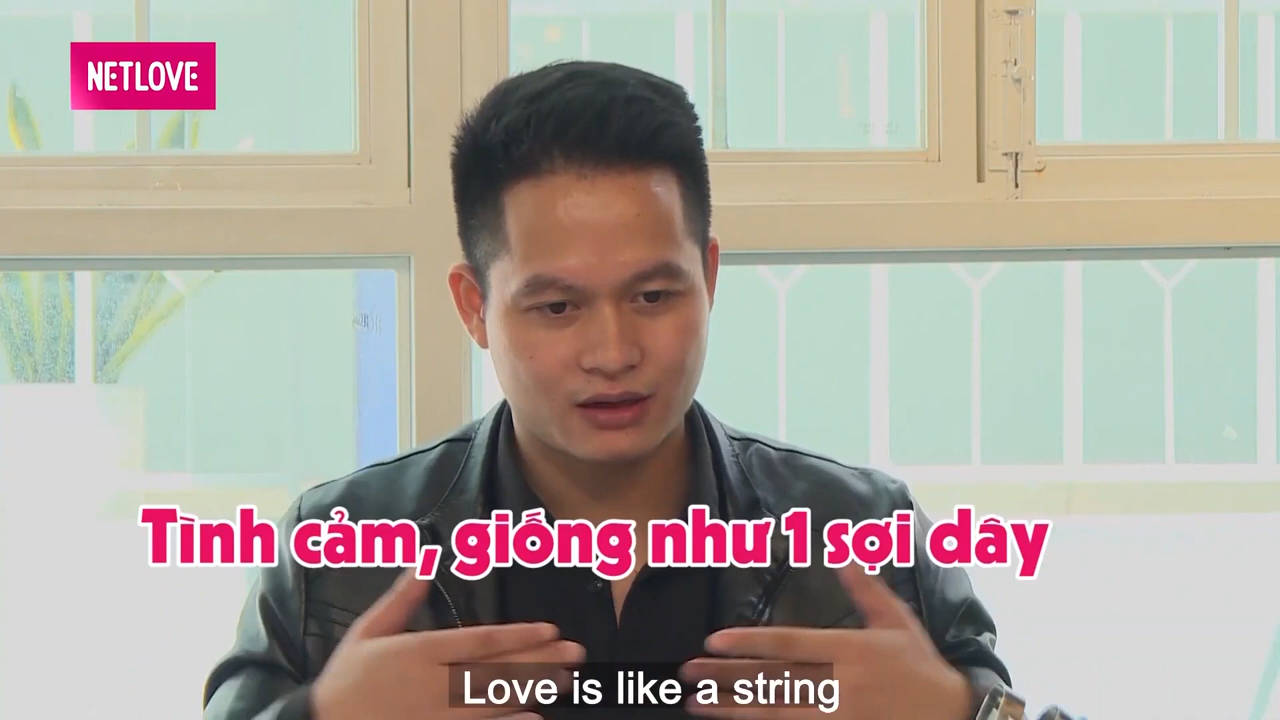 NETLOVE
Tình cảm, giống như 1 sợi dây
Love is like a string